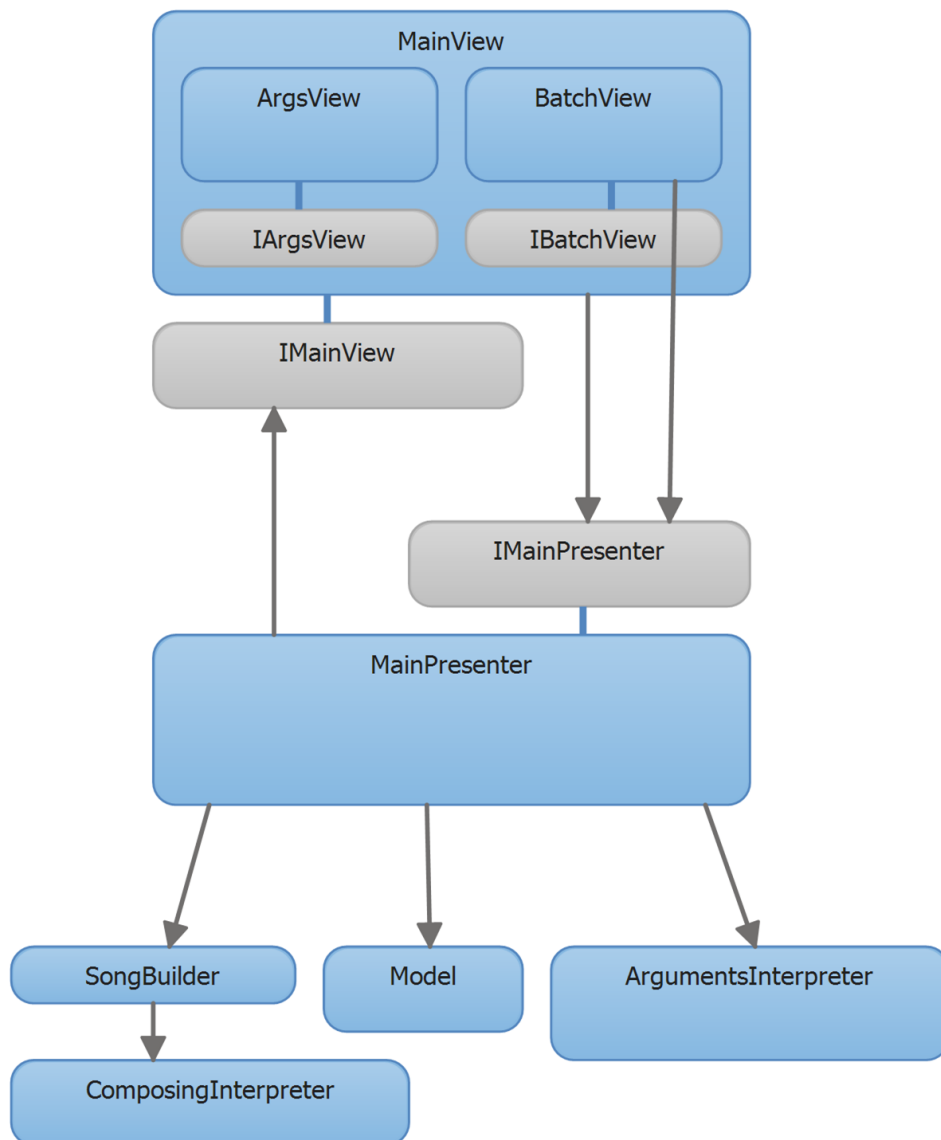 MainView
ArgsView
BatchView
IArgsView
IBatchView
IMainView
IMainPresenter
MainPresenter
SongBuilder
Model
ArgumentsInterpreter
ComposingInterpreter